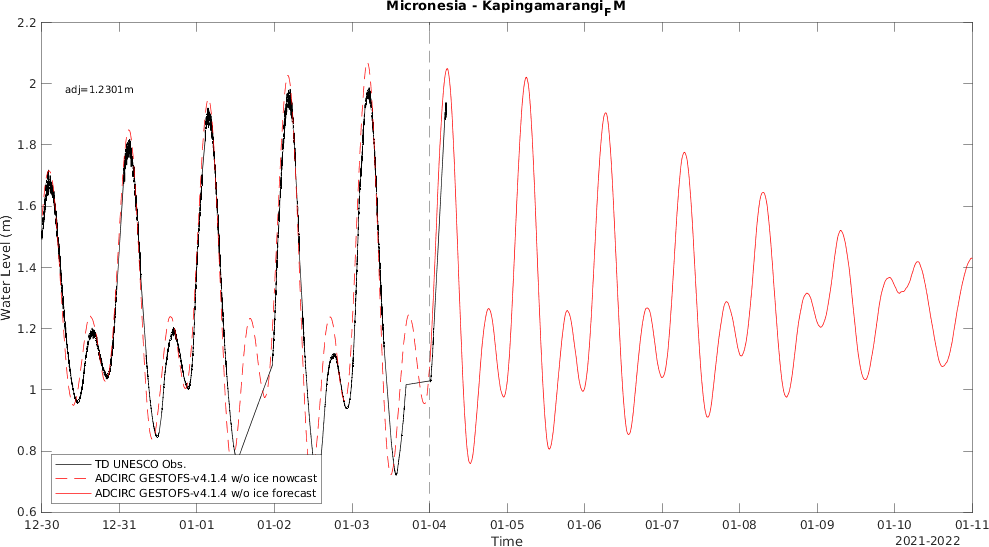 Micronesia - KapingamarangiFM
2.2
2
1.8
1.6
1.4
1.2
1
0.8
0.6
Water Level (m)
adj=1.2301m
TD UNESCO Obs.
ADCIRC GESTOFS-v4.1.4 w/o ice nowcast
ADCIRC GESTOFS-v4.1.4 w/o ice forecast
12-30 12-31 01-01 01-02 01-03 01-04 01-05 01-06 01-07 01-08 01-09 01-10 01-11
Time
2021-2022